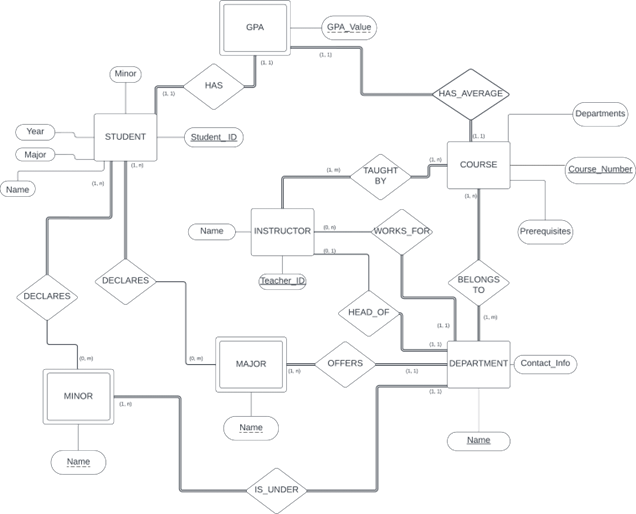 GPA
GPA_Value
(1, 1)
(1, 1)
Minor
HAS
(1, 1)
HAS_AVERAGE
Departments
Year
STUDENT
Student_ ID
(1, 1)
Major
(1, n)
(1, n)
COURSE
Course_Number
Name
(1, n)
(1, m)
TAUGHT
BY
(1, n)
Name
INSTRUCTOR
(0, n)
WORKS_FOR
Prerequisites
(0, 1)
DECLARES
Teacher_ID
BELONGS
TO
DECLARES
HEAD_OF
(1, m)
(1, 1)
(1, 1)
(0, m)
(0, m)
MAJOR
(1, n)
OFFERS
(1, 1)
DEPARTMENT
Contact_Info
MINOR
(1, n)
(1, 1)
Name
Name
Name
IS_UNDER